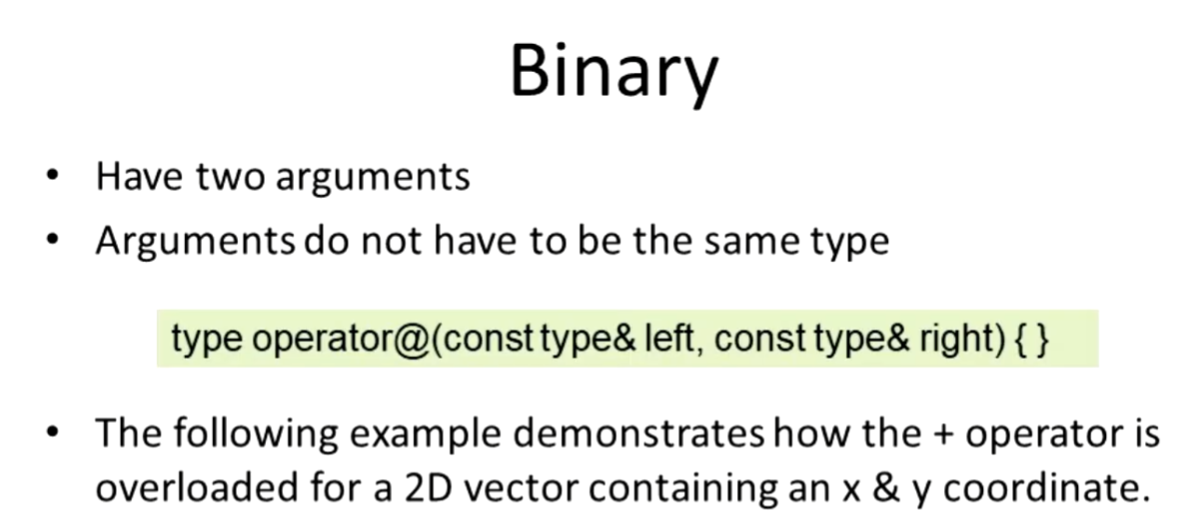 Binary
• Have two arguments
• Arguments do not have to be the same type
type operator@(const type& left, const type& right) { }
• The following example demonstrates how the + operator is
overloaded for a 2D vector containing an x & y coordinate.